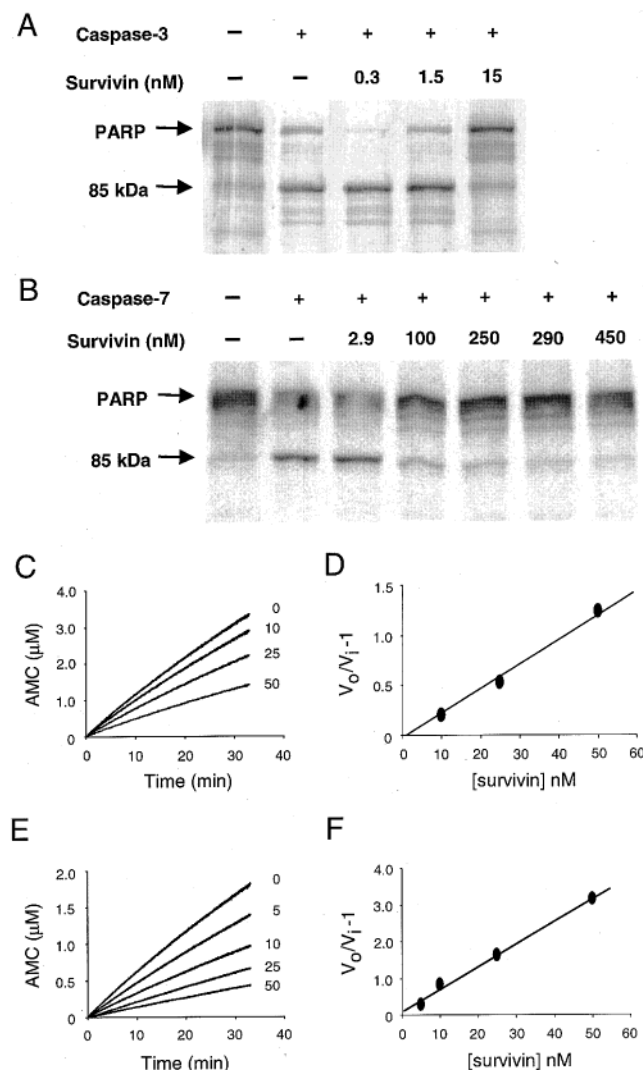 A
Caspase-3 − + + + +
Survivin (nM) − − 0.3 1.5 15
PARP
85 kDa
B
Caspase-7 − + + + + + +
Survivin (nM) − − 2.9 100 250 290 450
PARP
85 kDa
C
AMC (μM)
4.0
3.0
2.0
1.0
0
0
10
25
50
0 10 20 30 40
Time (min)
D
Vo/Vi-1
1.5
1.0
0.5
0
0 10 20 30 40 50 60
[survivin] nM
E
AMC (μM)
2.0
1.5
1.0
0.5
0
0
5
10
25
50
0 10 20 30 40
Time (min)
F
Vo/Vi-1
4.0
3.0
2.0
1.0
0
0 10 20 30 40 50 60
[survivin] nM